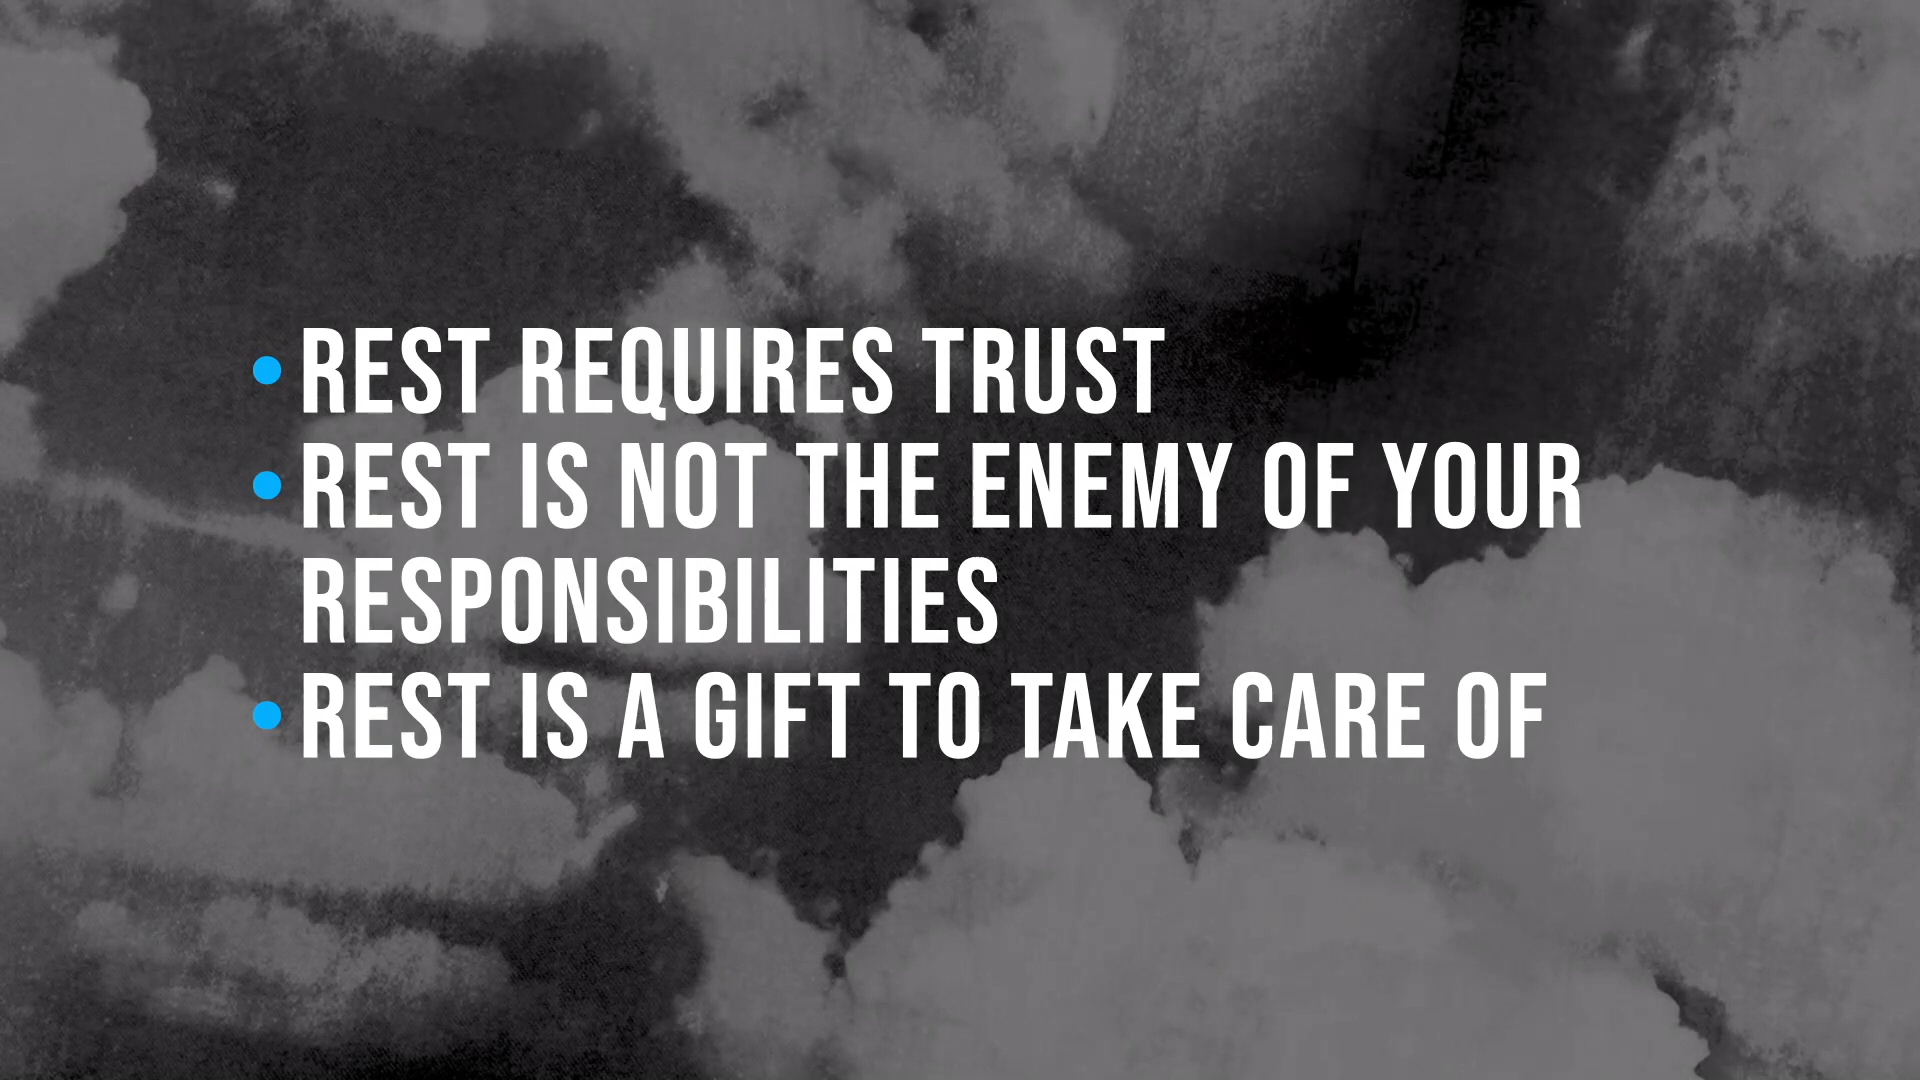 • REST REQUIRES TRUST
• REST IS NOT THE ENEMY OF YOUR
RESPONSIBILITIES
• REST IS A GIFT TO TAKE CARE OF